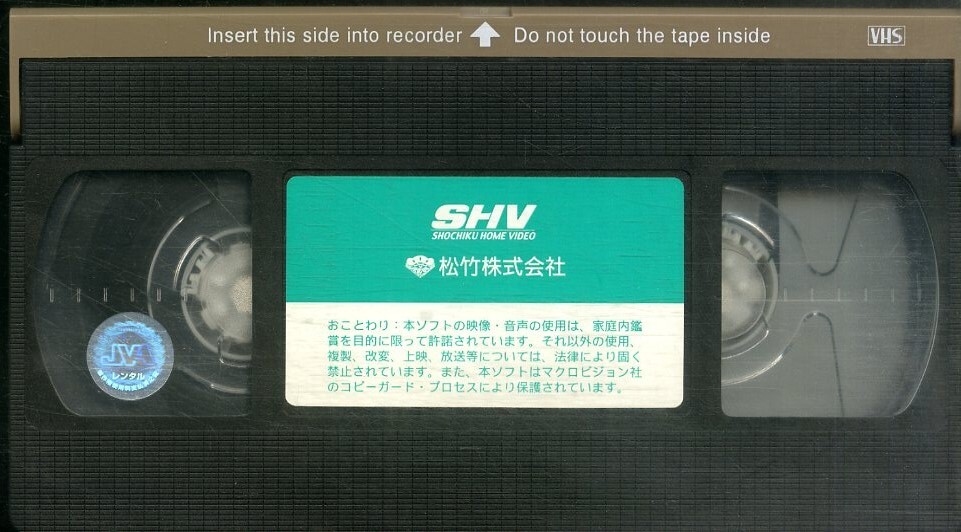 Insert this side into recorder Do not touch the tape inside VHS
SHV
SHOCHIKU HOME VIDEO
松竹株式会社
おことわり：本ソフトの映像・音声の使用は、家庭内鑑
賞を目的に限って許諾されています。それ以外の使用、
複製、改変、上映、放送等については、法律により固く
禁止されています。また、本ソフトはマクロビジョン社
のコピーガード・プロセスにより保護されています。
JVA
レンタル